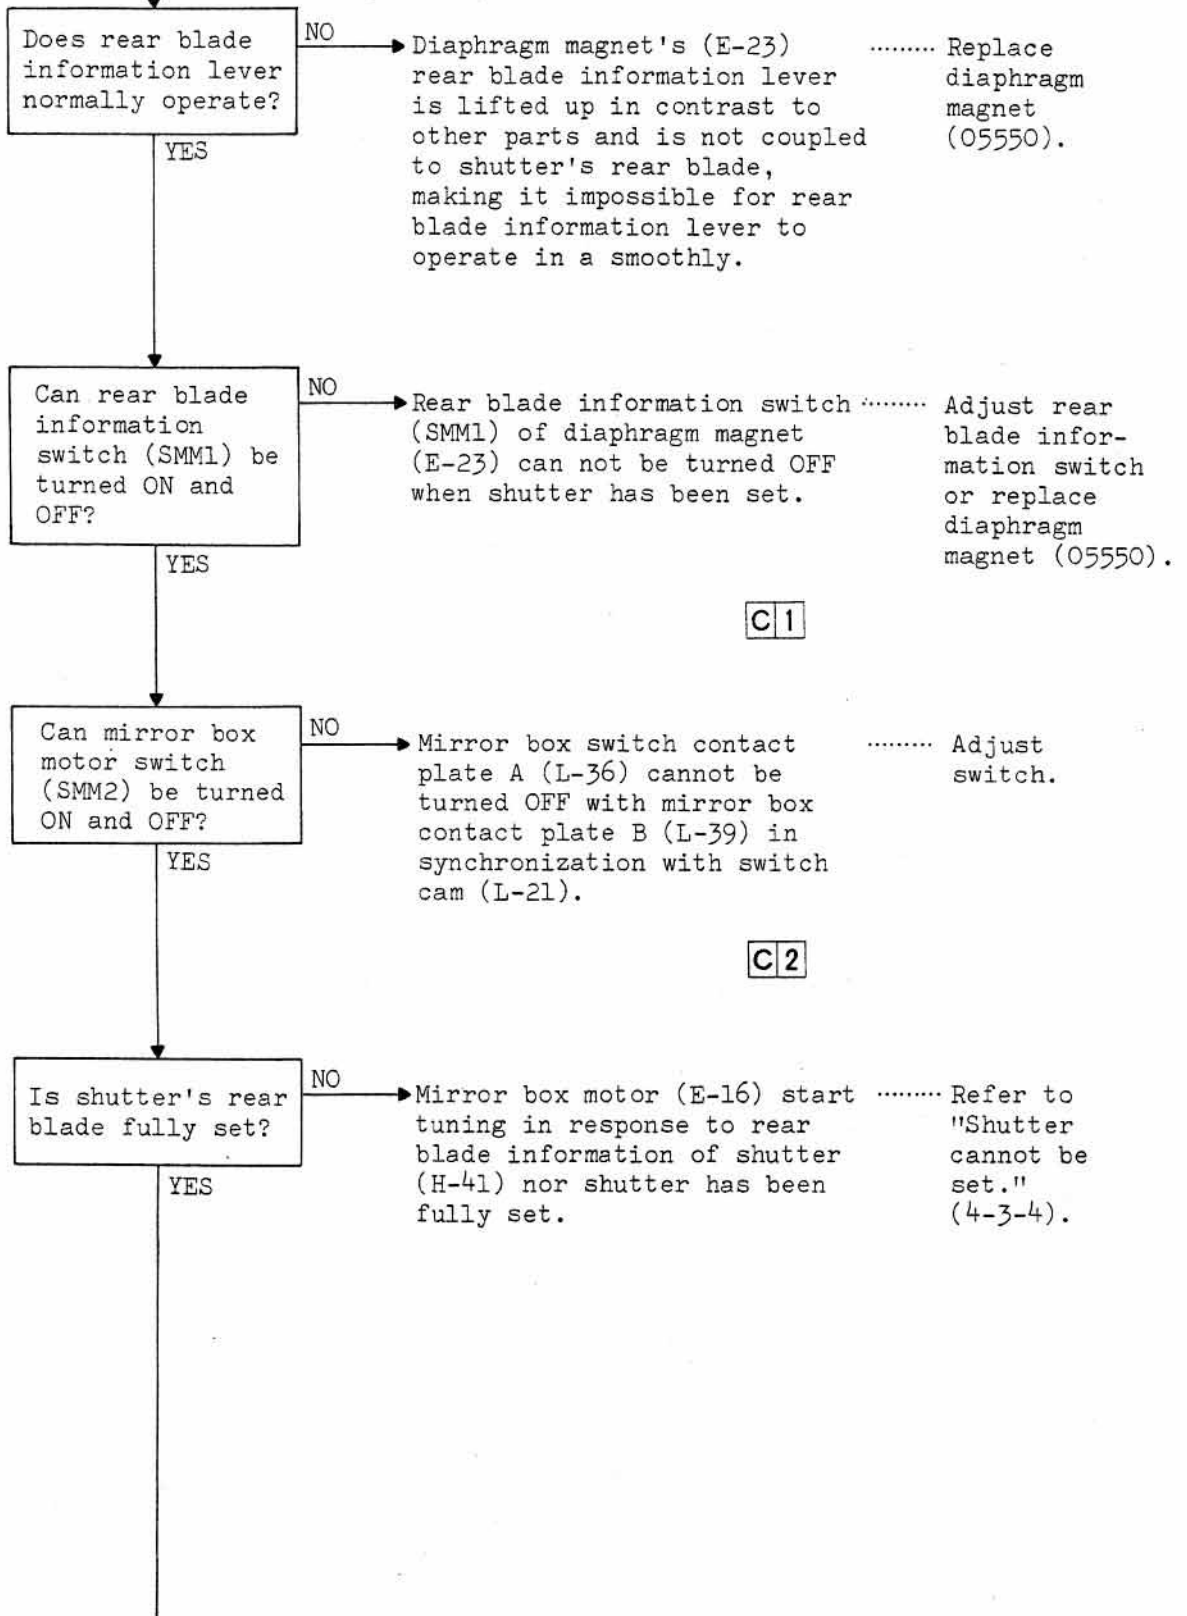 Does rear blade
information lever
normally operate?
NO
Diaphragm magnet's (E-23)
rear blade information lever
is lifted up in contrast to
other parts and is not coupled
to shutter's rear blade,
making it impossible for rear
blade information lever to
operate in a smoothly.
......... Replace
diaphragm
magnet
(05550).
YES
Can rear blade
information
switch (SMM1) be
turned ON and
OFF?
NO
Rear blade information switch
(SMM1) of diaphragm magnet
(E-23) can not be turned OFF
when shutter has been set.
......... Adjust rear
blade infor-
mation switch
or replace
diaphragm
magnet (05550).
YES
C 1
Can mirror box
motor switch
(SMM2) be turned
ON and OFF?
NO
Mirror box switch contact
plate A (L-36) cannot be
turned OFF with mirror box
contact plate B (L-39) in
synchronization with switch
cam (L-21).
......... Adjust
switch.
YES
C 2
Is shutter's rear
blade fully set?
NO
Mirror box motor (E-16) start
tuning in response to rear
blade information of shutter
(H-41) nor shutter has been
fully set.
......... Refer to
"Shutter
cannot be
set."
(4-3-4).
YES